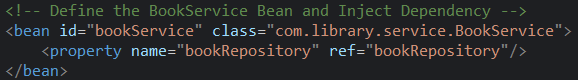 <!-- Define the BookService Bean and Inject Dependency -->
<bean id="bookService" class="com.library.service.BookService">
    <property name="bookRepository" ref="bookRepository"/>
</bean>